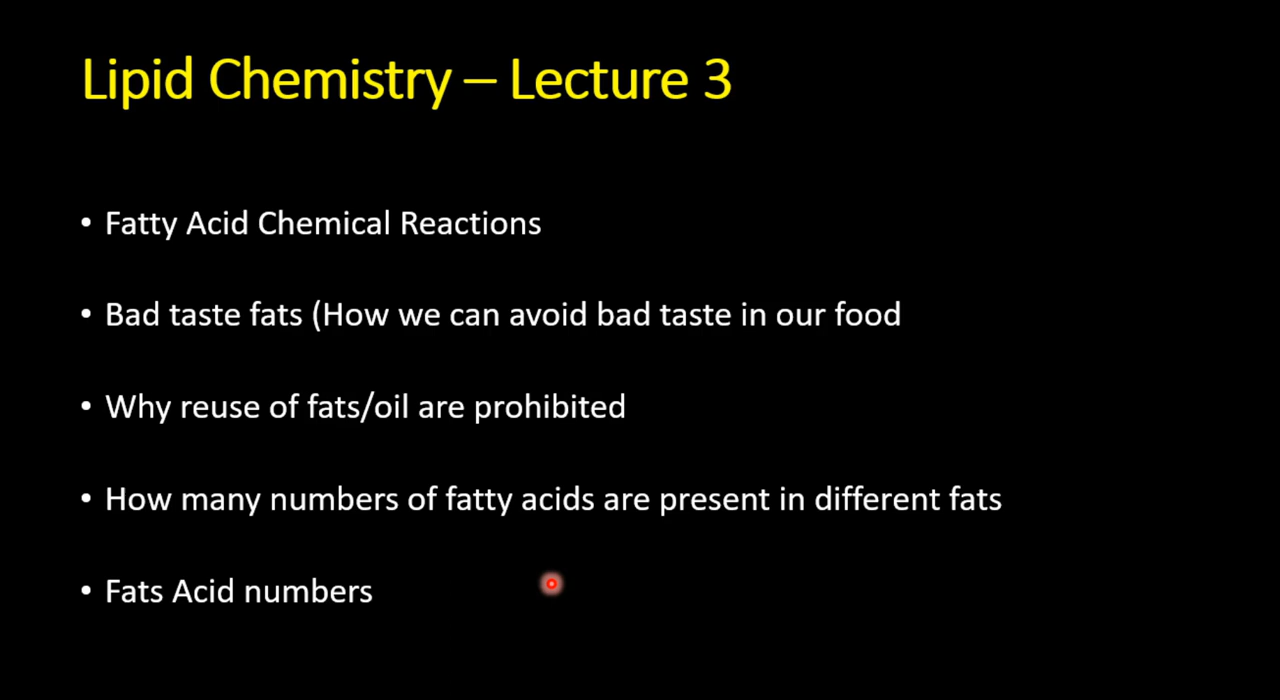 Lipid Chemistry – Lecture 3
• Fatty Acid Chemical Reactions
• Bad taste fats (How we can avoid bad taste in our food
• Why reuse of fats/oil are prohibited
• How many numbers of fatty acids are present in different fats
• Fats Acid numbers